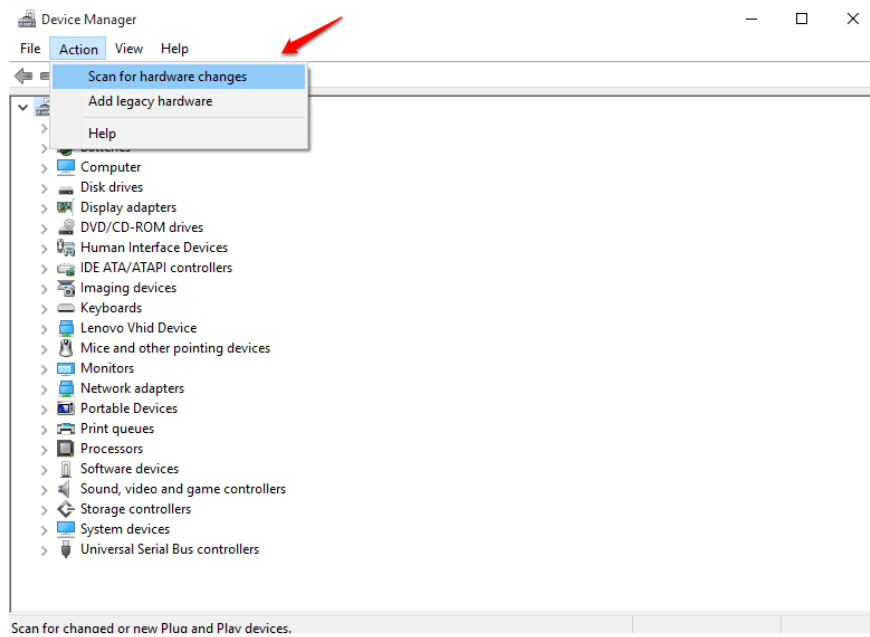 Device Manager
File Action View Help
Scan for hardware changes
Add legacy hardware
Help
Batteries
Computer
Disk drives
Display adapters
DVD/CD-ROM drives
Human Interface Devices
IDE ATA/ATAPI controllers
Imaging devices
Keyboards
Lenovo Vhid Device
Mice and other pointing devices
Monitors
Network adapters
Portable Devices
Print queues
Processors
Software devices
Sound, video and game controllers
Storage controllers
System devices
Universal Serial Bus controllers
Scan for changed or new Plug and Play devices.